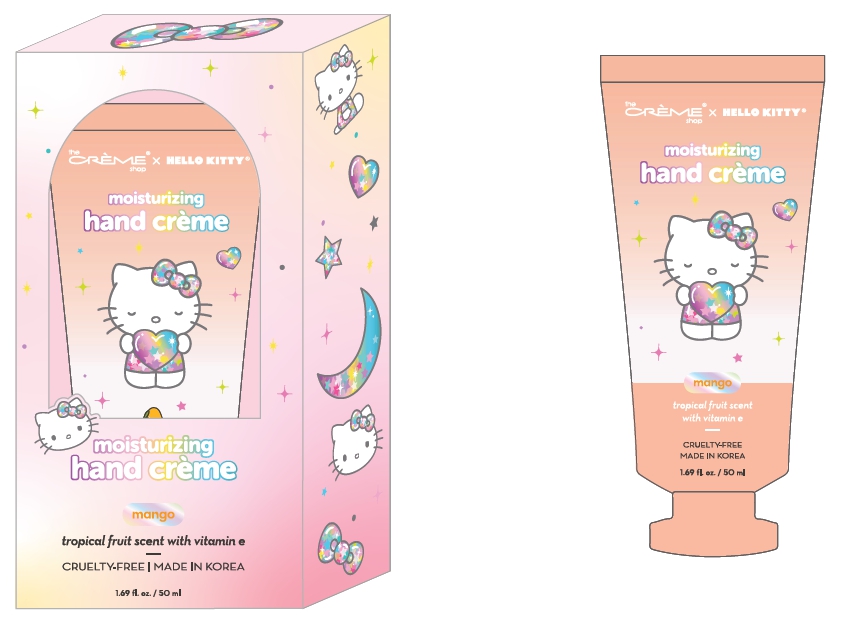 the
CRÈME® x HELLO KITTY®
shop
moisturizing
hand crème
moisturizing
hand crème
mango
tropical fruit scent with vitamin e
CRUELTY-FREE | MADE IN KOREA
1.69 fl. oz. / 50 ml
the
CRÈME® x HELLO KITTY®
shop
moisturizing
hand crème
mango
tropical fruit scent
with vitamin e
CRUELTY-FREE
MADE IN KOREA
1.69 fl. oz. / 50 ml